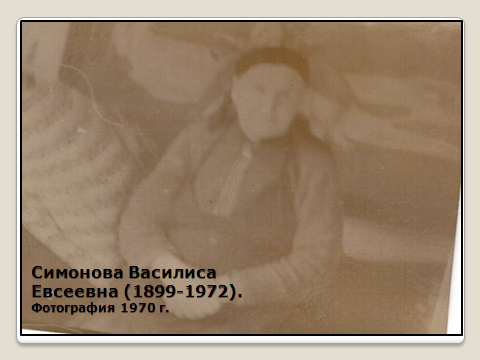 Симонова Василиса
Евсеевна (1899-1972).
Фотография 1970 г.